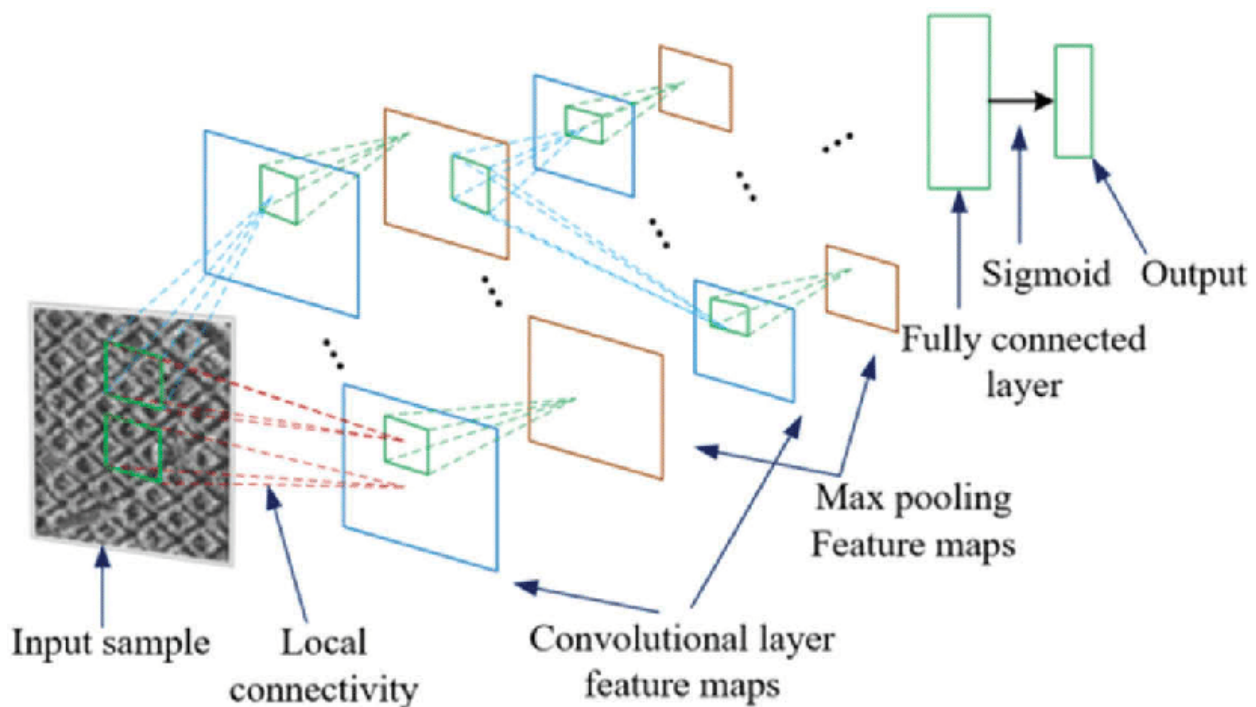 Sigmoid
Output
Fully connected
layer
Max pooling
Feature maps
Input sample
Local
connectivity
Convolutional layer
feature maps